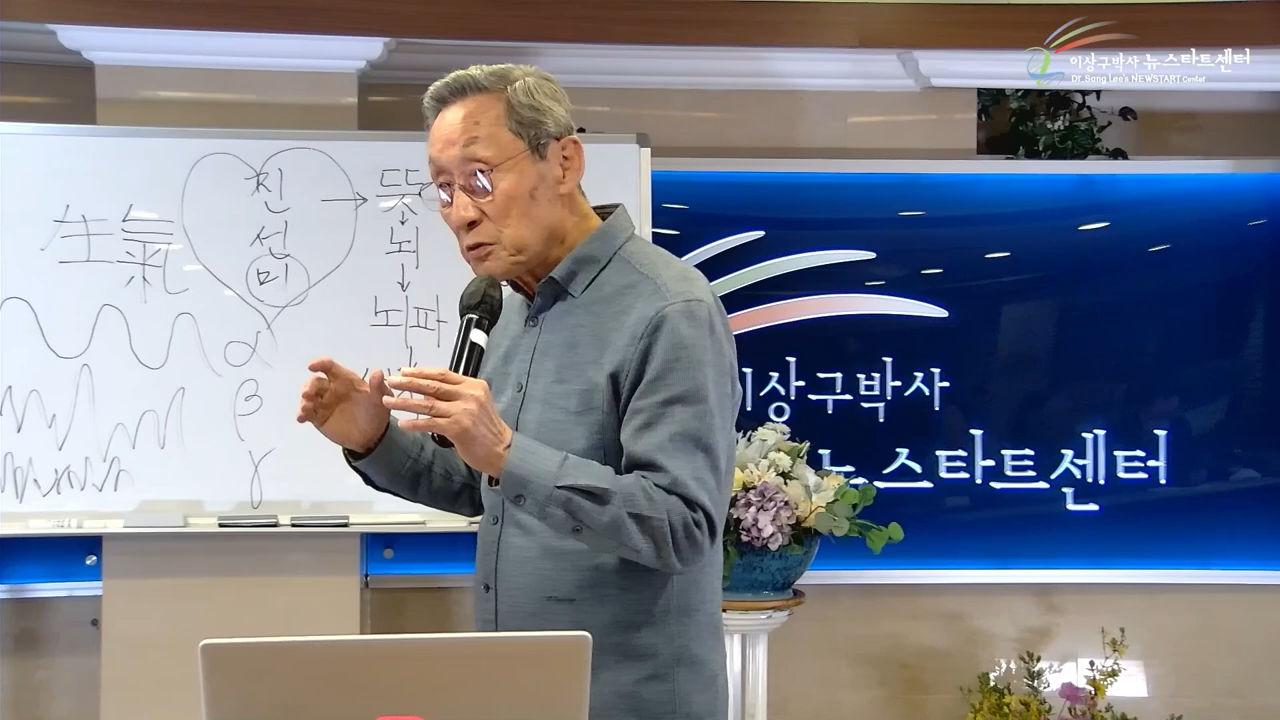 이상구박사 뉴스타트센터
Dr. Sang Lee's NEWSTART Center
生氣
진
선
미
뜻
뇌
뇌파
α
β
γ
이상구박사
뉴스타트센터